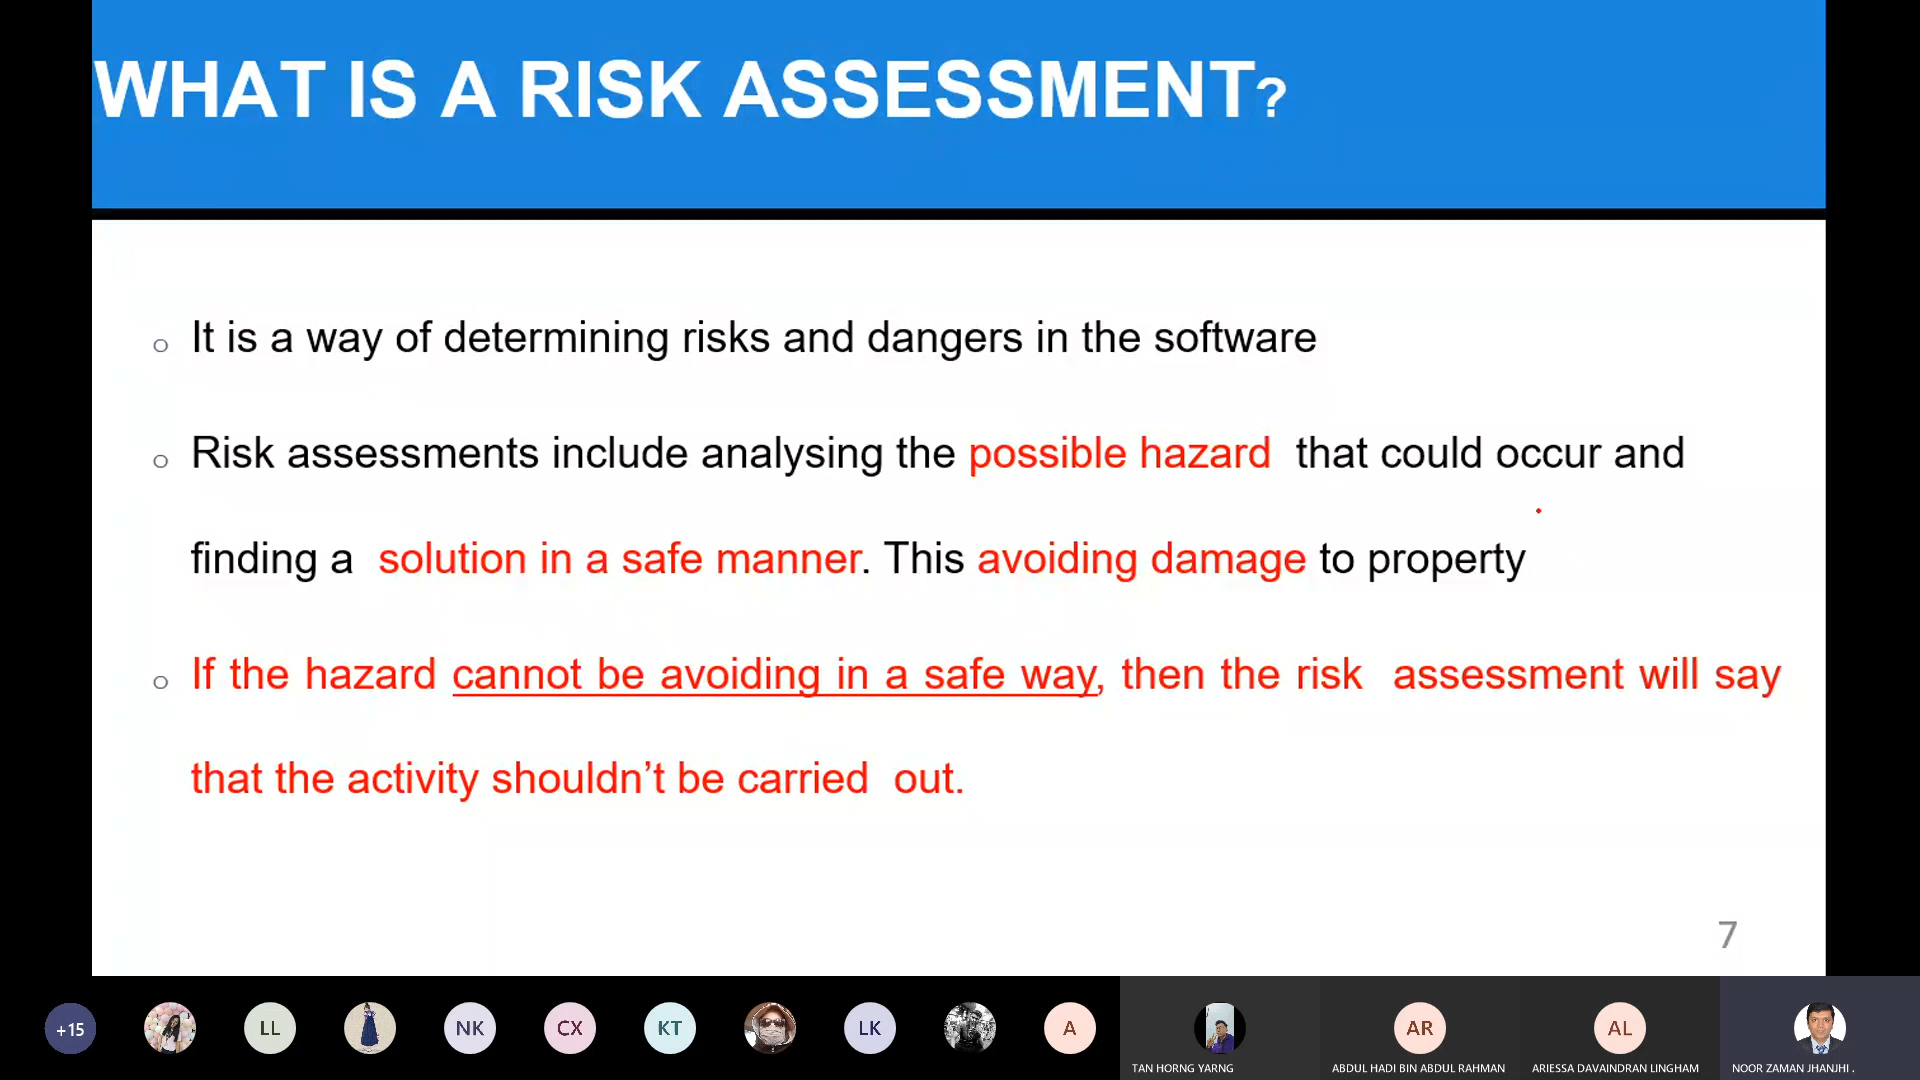 WHAT IS A RISK ASSESSMENT?
o It is a way of determining risks and dangers in the software
o Risk assessments include analysing the possible hazard that could occur and
finding a solution in a safe manner. This avoiding damage to property
o If the hazard cannot be avoiding in a safe way, then the risk assessment will say
that the activity shouldn’t be carried out.
7
+15 LL NK CX KT LK A AR AL
TAN HORNG YARNG ABDUL HADI BIN ABDUL RAHMAN ARIESSA DAVAINDRAN LINGHAM NOOR ZAMAN JHANJHI .